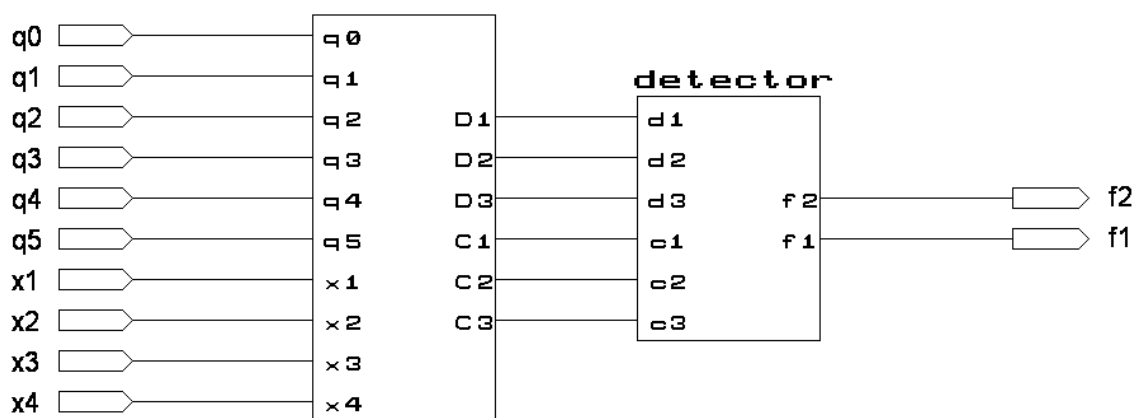 q0 q0
q1 q1 detector
q2 q2 D1 d1
q3 q3 D2 d2
q4 q4 D3 d3 f2 f2
q5 q5 C1 c1 f1 f1
x1 x1 C2 c2
x2 x2 C3 c3
x3 x3
x4 x4